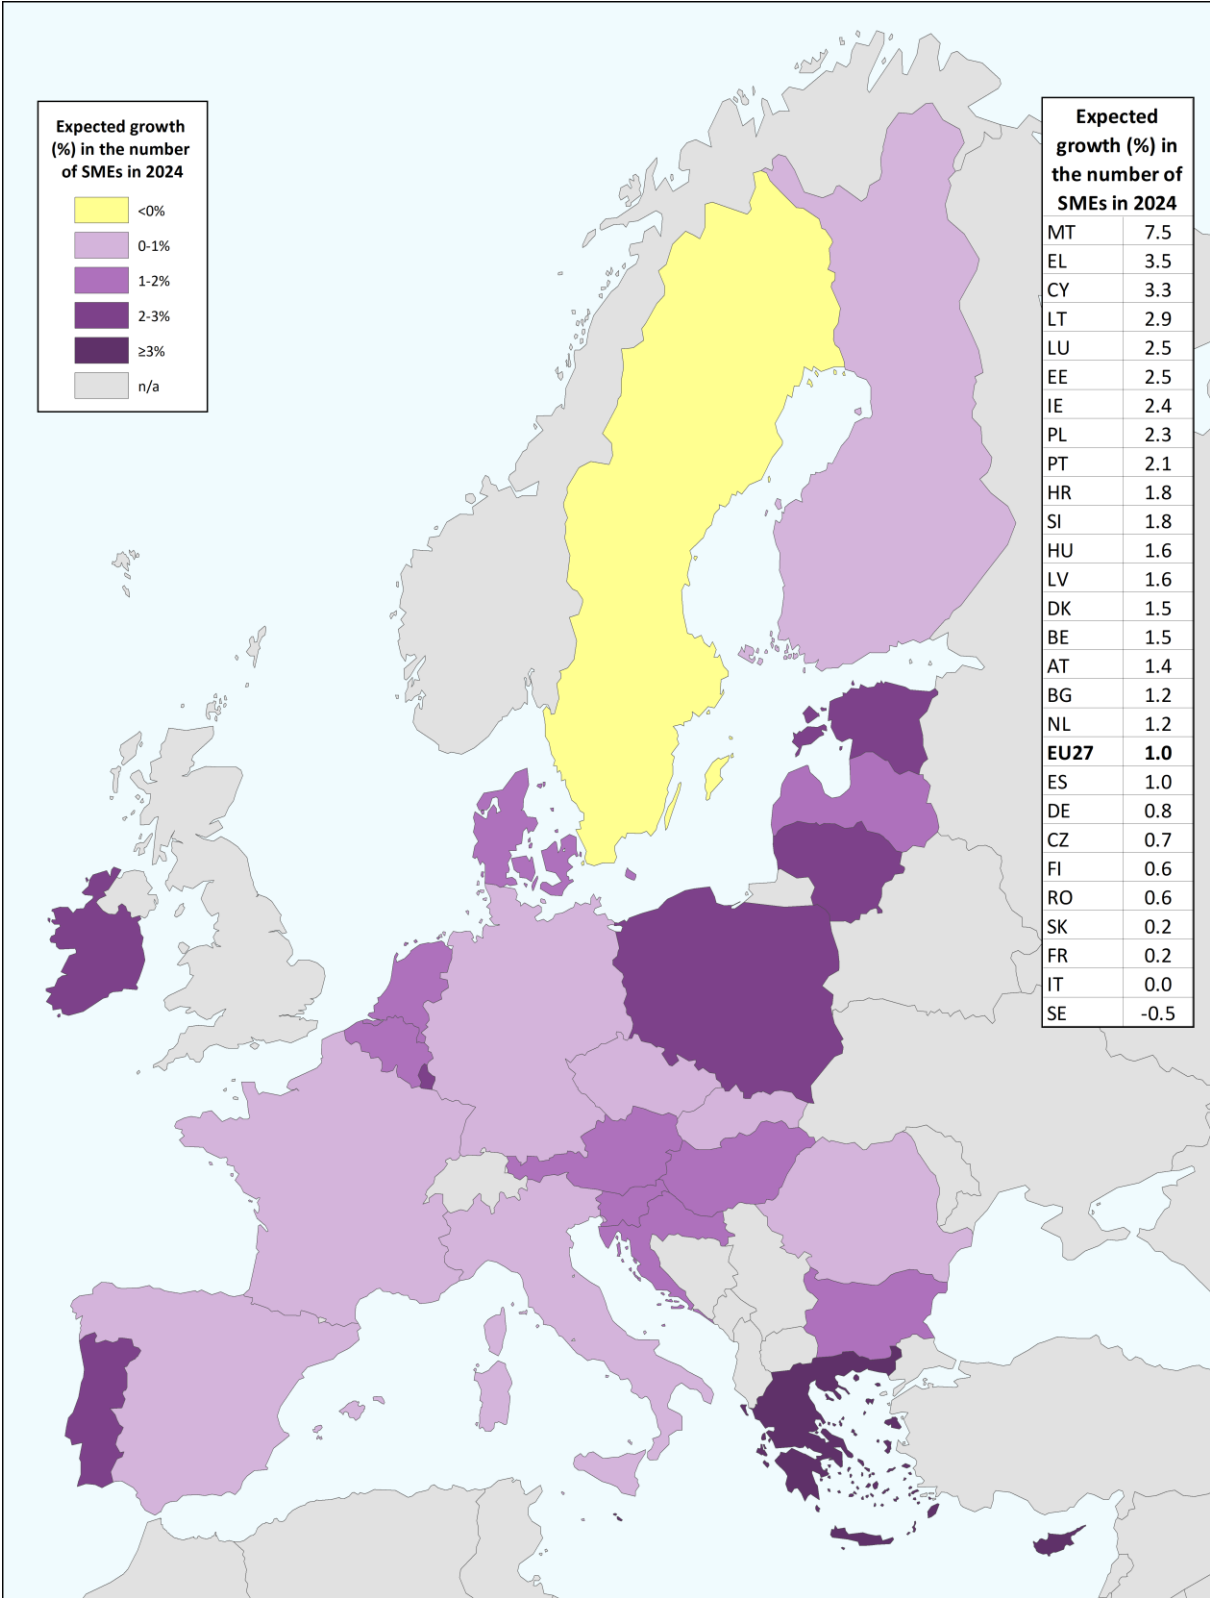 Expected growth
(%) in the number
of SMEs in 2024
<0%
0-1%
1-2%
2-3%
≥3%
n/a
Expected
growth (%) in
the number of
SMEs in 2024
MT 7.5
EL 3.5
CY 3.3
LT 2.9
LU 2.5
EE 2.5
IE 2.4
PL 2.3
PT 2.1
HR 1.8
SI 1.8
HU 1.6
LV 1.6
DK 1.5
BE 1.5
AT 1.4
BG 1.2
NL 1.2
EU27 1.0
ES 1.0
DE 0.8
CZ 0.7
FI 0.6
RO 0.6
SK 0.2
FR 0.2
IT 0.0
SE -0.5